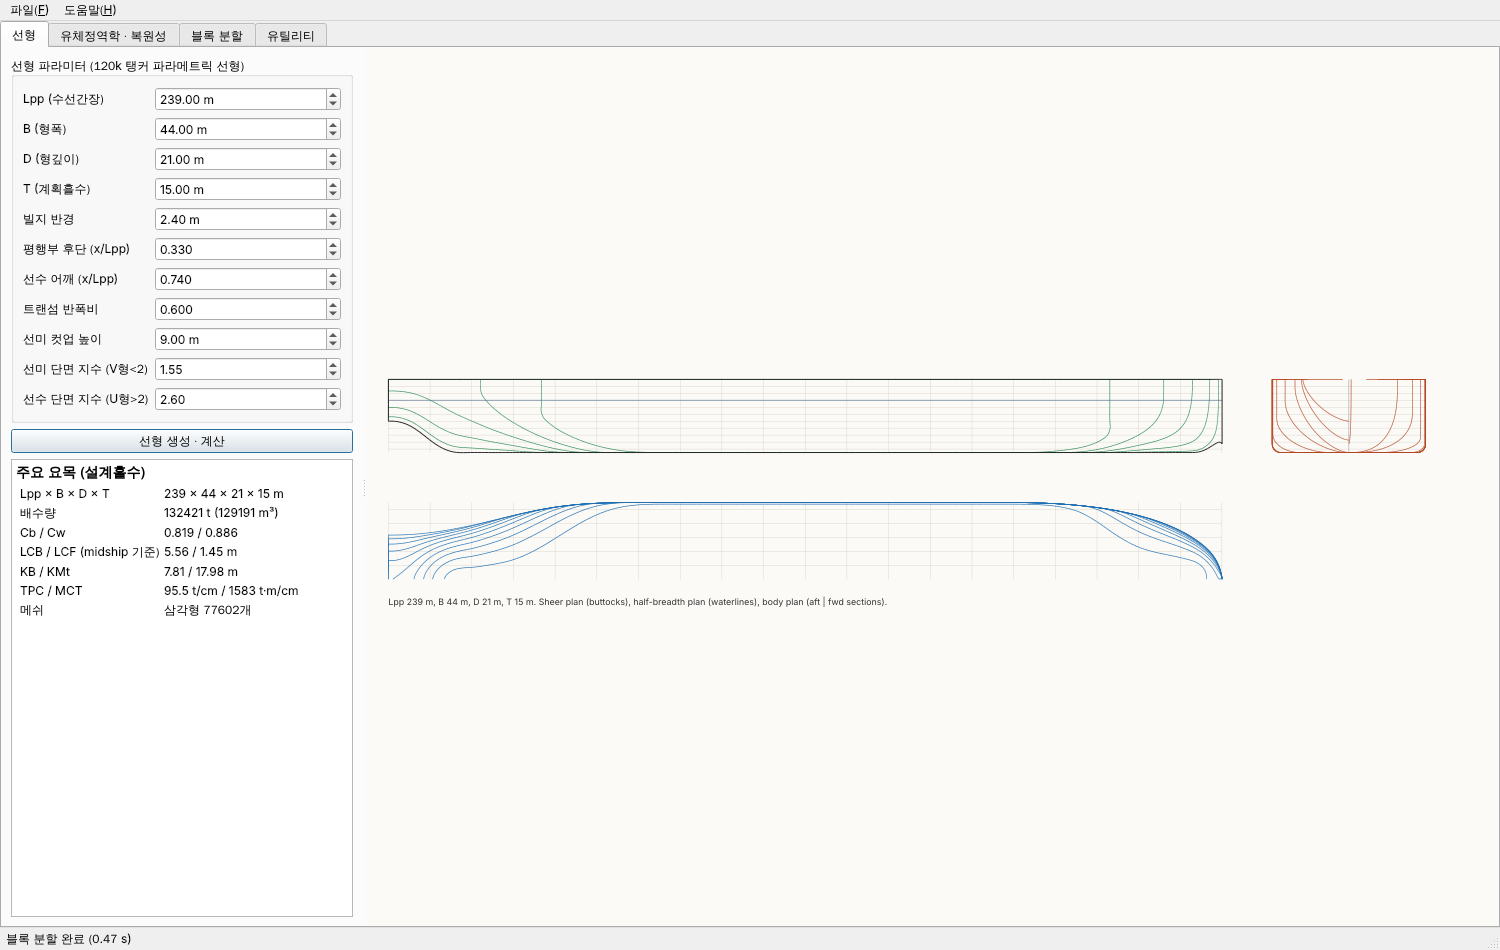 파일(F) 도움말(H)
선형 유체정역학 · 복원성 블록 분할 유틸리티
선형 파라미터 (120k 탱커 파라메트릭 선형)
Lpp (수선간장) 239.00 m
B (형폭) 44.00 m
D (형깊이) 21.00 m
T (계획흘수) 15.00 m
빌지 반경 2.40 m
평행부 후단 (x/Lpp) 0.330
선수 어깨 (x/Lpp) 0.740
트랜섬 반폭비 0.600
선미 컷업 높이 9.00 m
선미 단면 지수 (V형<2) 1.55
선수 단면 지수 (U형>2) 2.60
선형 생성 · 계산
주요 요목 (설계흘수)
Lpp × B × D × T 239 × 44 × 21 × 15 m
배수량 132421 t (129191 m³)
Cb / Cw 0.819 / 0.886
LCB / LCF (midship 기준) 5.56 / 1.45 m
KB / KMt 7.81 / 17.98 m
TPC / MCT 95.5 t/cm / 1583 t·m/cm
메쉬 삼각형 77602개
Lpp 239 m, B 44 m, D 21 m, T 15 m. Sheer plan (buttocks), half-breadth plan (waterlines), body plan (aft | fwd sections).
블록 분할 완료 (0.47 s)